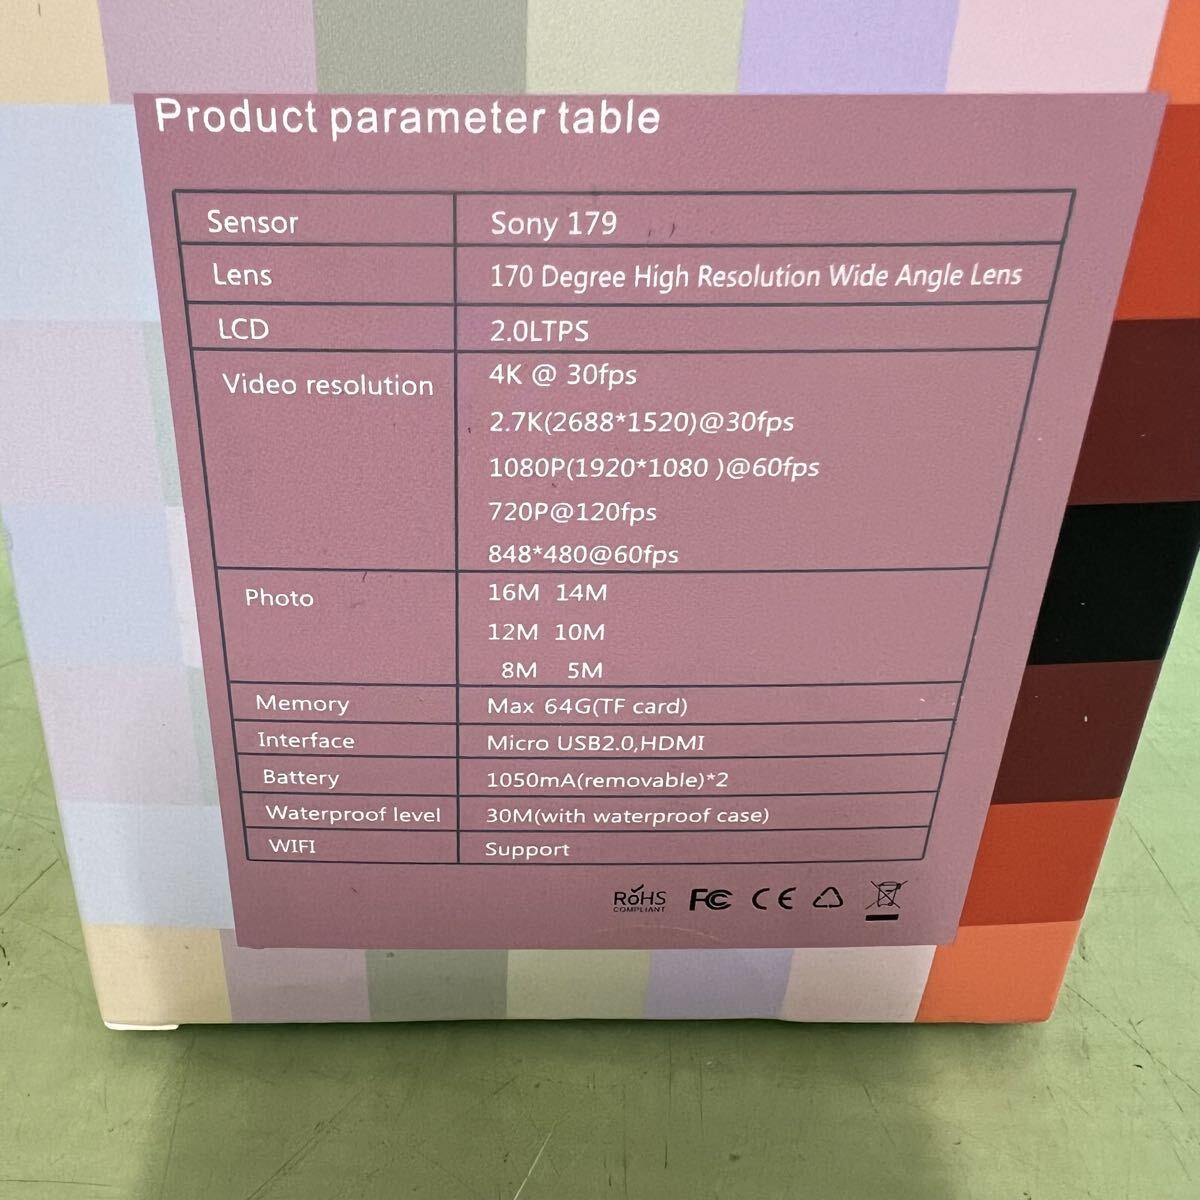 Product parameter table
Sensor Sony 179
Lens 170 Degree High Resolution Wide Angle Lens
LCD 2.0LTPS
Video resolution 4K @ 30fps
2.7K(2688*1520)@30fps
1080P(1920*1080 )@60fps
720P@120fps
848*480@60fps
Photo 16M 14M
12M 10M
8M 5M
Memory Max 64G(TF card)
Interface Micro USB2.0,HDMI
Battery 1050mA(removable)*2
Waterproof level 30M(with waterproof case)
WIFI Support
RoHS FC CE
COMPLIANT